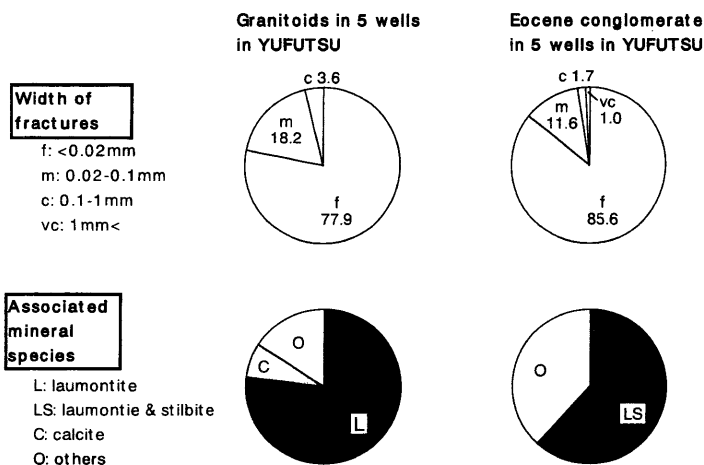 Granitoids in 5 wells
in YUFUTSU
Eocene conglomerate
in 5 wells in YUFUTSU
Width of
fractures
f: <0.02mm
m: 0.02-0.1mm
c: 0.1-1mm
vc: 1mm<
c 3.6
m
18.2
f
77.9
c 1.7
m
11.6
vc
1.0
f
85.6
Associated
mineral
species
L: laumontite
LS: laumontie & stilbite
C: calcite
O: others
O
C
L
O
LS